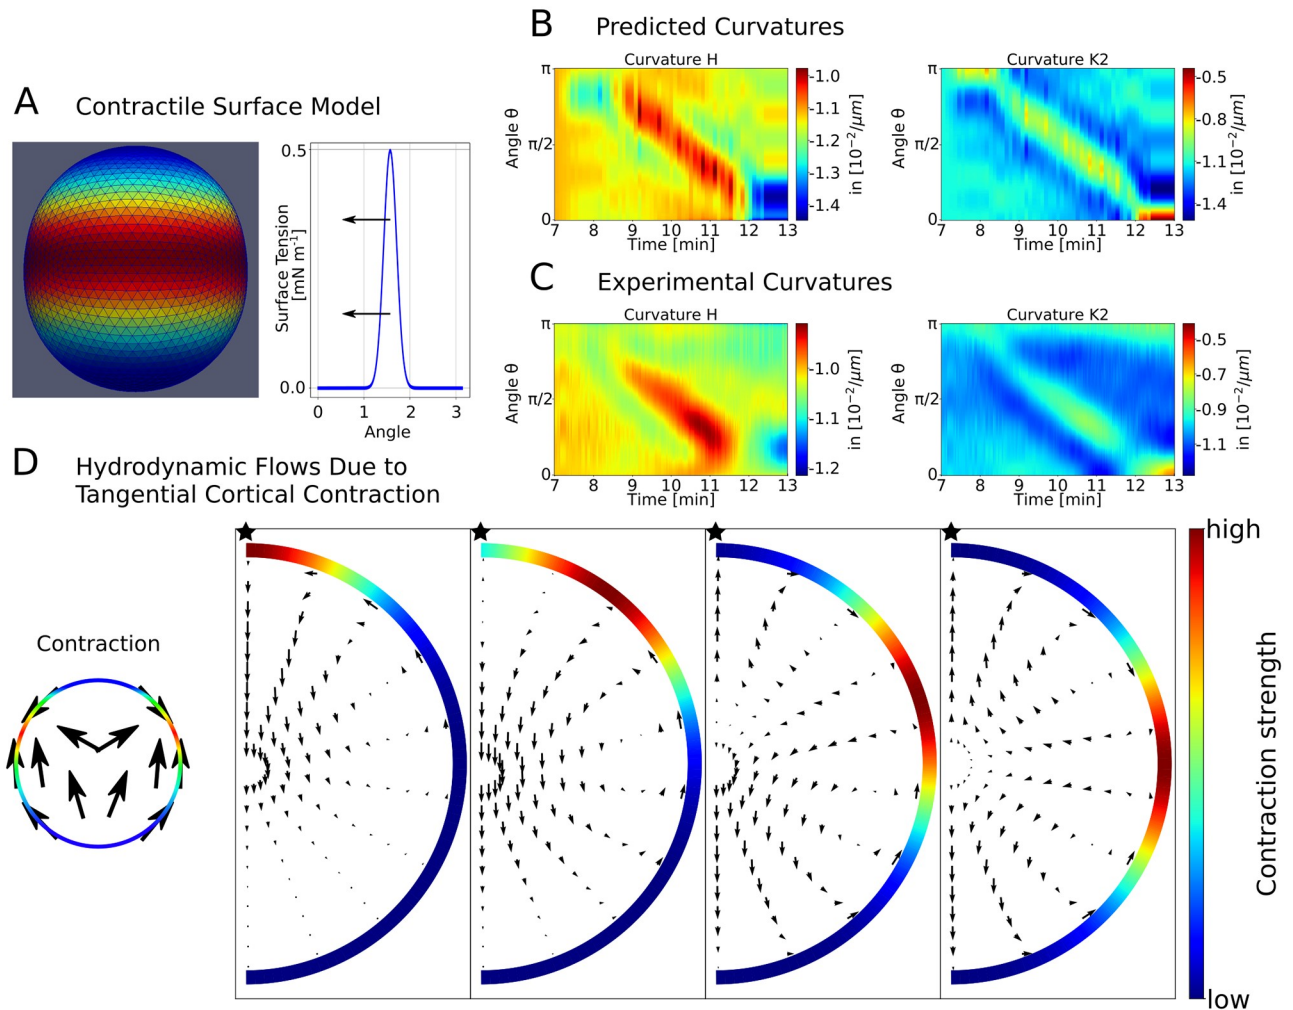 A
Contractile Surface Model
0.5
Surface Tension
[mN m⁻¹]
0.0
0 1 2 3
Angle
B
Predicted Curvatures
Curvature H
π
π/2
0
Angle θ
7 8 9 10 11 12 13
Time [min]
-1.0
-1.1
-1.2
-1.3
-1.4
in [10⁻²/μm]
Curvature K2
π
π/2
0
Angle θ
7 8 9 10 11 12 13
Time [min]
-0.5
-0.8
-1.1
-1.4
in [10⁻²/μm]
C
Experimental Curvatures
Curvature H
π
π/2
0
Angle θ
7 8 9 10 11 12 13
Time [min]
-1.0
-1.1
-1.2
in [10⁻²/μm]
Curvature K2
π
π/2
0
Angle θ
7 8 9 10 11 12 13
Time [min]
-0.5
-0.7
-0.9
-1.1
in [10⁻²/μm]
D
Hydrodynamic Flows Due to
Tangential Cortical Contraction
Contraction
high
Contraction strength
low